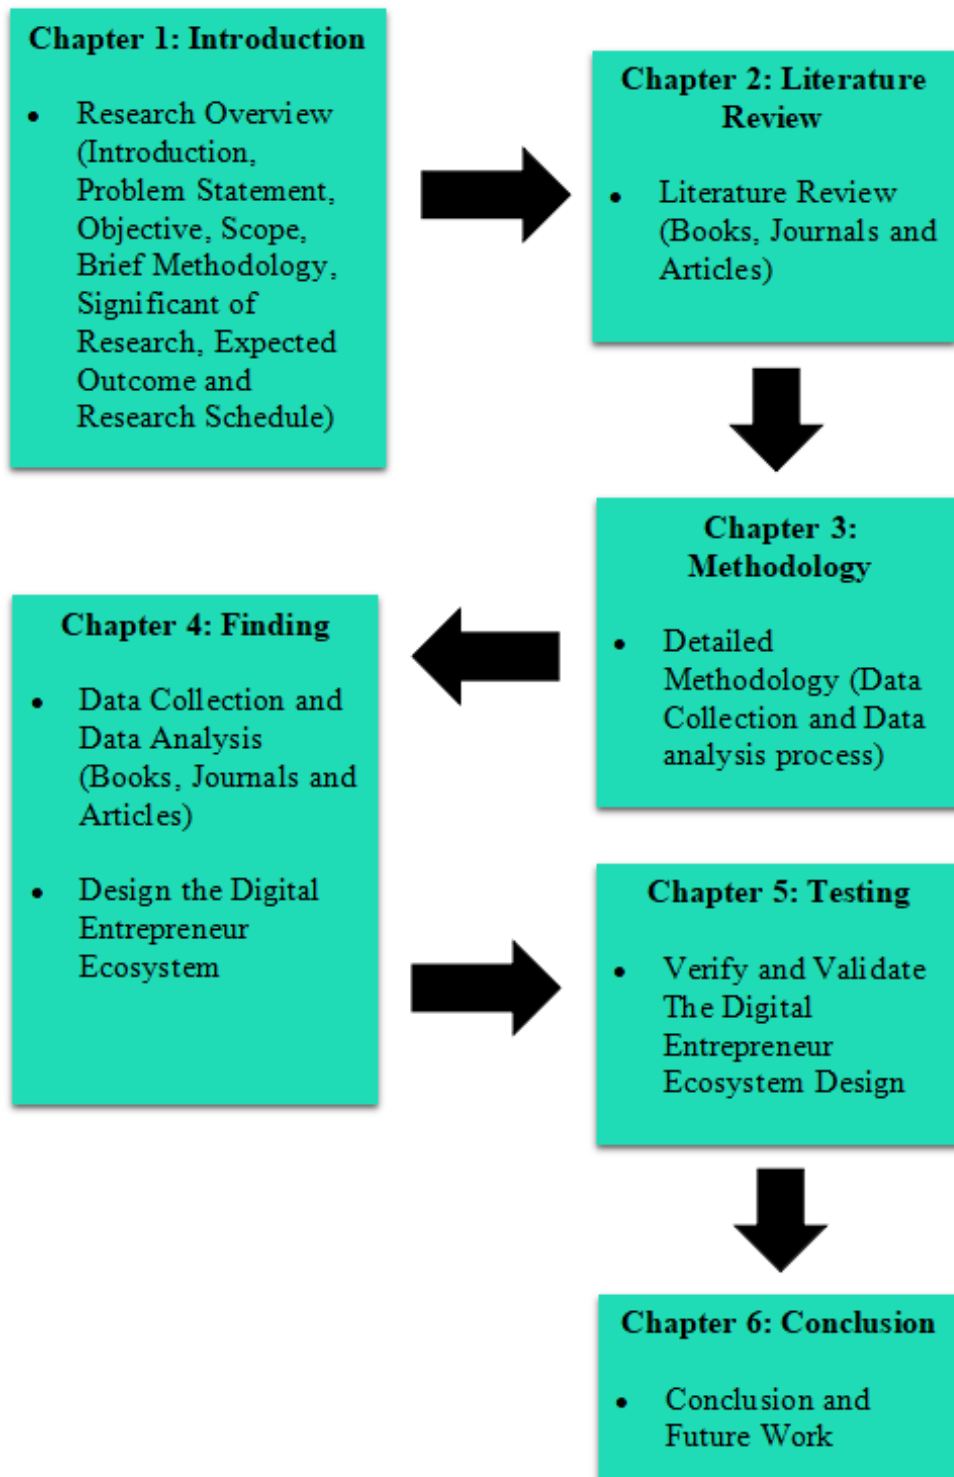 Chapter 1: Introduction
• Research Overview
(Introduction,
Problem Statement,
Objective, Scope,
Brief Methodology,
Significant of
Research, Expected
Outcome and
Research Schedule)
Chapter 2: Literature
Review
• Literature Review
(Books, Journals and
Articles)
Chapter 3:
Methodology
• Detailed
Methodology (Data
Collection and Data
analysis process)
Chapter 4: Finding
• Data Collection and
Data Analysis
(Books, Journals and
Articles)
• Design the Digital
Entrepreneur
Ecosystem
Chapter 5: Testing
• Verify and Validate
The Digital
Entrepreneur
Ecosystem Design
Chapter 6: Conclusion
• Conclusion and
Future Work